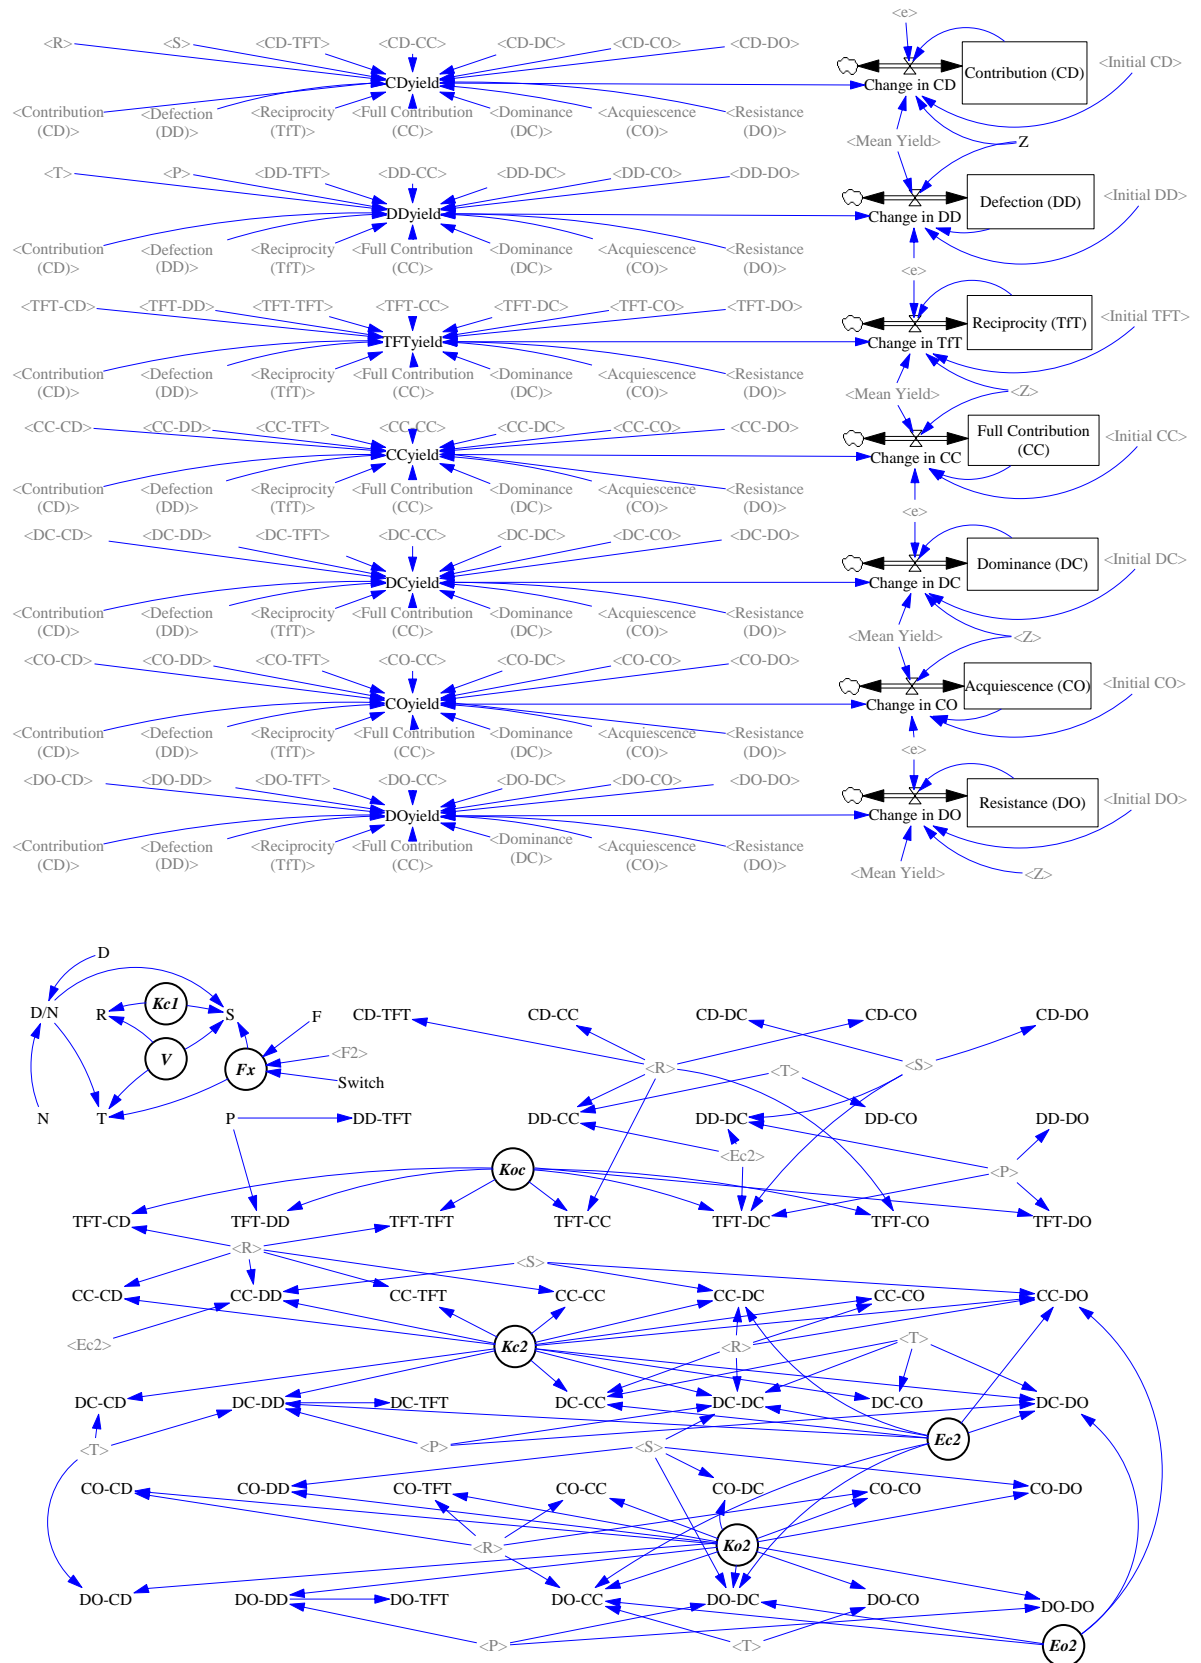 <e>
<R> <S> <CD-TFT> <CD-CC> <CD-DC> <CD-CO> <CD-DO>
Contribution (CD) <Initial CD>
CDyield Change in CD
<Contribution <Defection <Reciprocity <Full Contribution <Dominance <Acquiescence <Resistance
(CD)> (DD)> (TfT)> (CC)> (DC)> (CO)> (DO)>
<Mean Yield> Z
<T> <P> <DD-TFT> <DD-CC> <DD-DC> <DD-CO> <DD-DO>
Defection (DD) <Initial DD>
DDyield Change in DD
<Contribution <Defection <Reciprocity <Full Contribution <Dominance <Acquiescence <Resistance
(CD)> (DD)> (TfT)> (CC)> (DC)> (CO)> (DO)>
<e>
<TFT-CD> <TFT-DD> <TFT-TFT> <TFT-CC> <TFT-DC> <TFT-CO> <TFT-DO>
Reciprocity (TfT) <Initial TFT>
TFTyield Change in TfT
<Contribution <Defection <Reciprocity <Full Contribution <Dominance <Acquiescence <Resistance
(CD)> (DD)> (TfT)> (CC)> (DC)> (CO)> (DO)>
<Mean Yield> <Z>
<CC-CD> <CC-DD> <CC-TFT> <CC-CC> <CC-DC> <CC-CO> <CC-DO>
Full Contribution <Initial CC>
(CC)
CCyield Change in CC
<Contribution <Defection <Reciprocity <Full Contribution <Dominance <Acquiescence <Resistance
(CD)> (DD)> (TfT)> (CC)> (DC)> (CO)> (DO)>
<e>
<DC-CD> <DC-DD> <DC-TFT> <DC-CC> <DC-DC> <DC-CO> <DC-DO>
Dominance (DC) <Initial DC>
DCyield Change in DC
<Contribution <Defection <Reciprocity <Full Contribution <Dominance <Acquiescence <Resistance
(CD)> (DD)> (TfT)> (CC)> (DC)> (CO)> (DO)>
<Mean Yield> <Z>
<CO-CD> <CO-DD> <CO-TFT> <CO-CC> <CO-DC> <CO-CO> <CO-DO>
Acquiescence (CO) <Initial CO>
COyield Change in CO
<Contribution <Defection <Reciprocity <Full Contribution <Dominance <Acquiescence <Resistance
(CD)> (DD)> (TfT)> (CC)> (DC)> (CO)> (DO)>
<e>
<DO-CD> <DO-DD> <DO-TFT> <DO-CC> <DO-DC> <DO-CO> <DO-DO>
Resistance (DO) <Initial DO>
DOyield Change in DO
<Contribution <Defection <Reciprocity <Full Contribution <Dominance <Acquiescence <Resistance
(CD)> (DD)> (TfT)> (CC)> (DC)> (CO)> (DO)>
<Mean Yield> <Z>
D
Kc1
D/N R S F CD-TFT CD-CC CD-DC CD-CO CD-DO
V Fx <F2> <R> <T> <S>
Switch
N T P DD-TFT DD-CC DD-DC DD-CO DD-DO
<Ec2>
Koc <P>
TFT-CD TFT-DD TFT-TFT TFT-CC TFT-DC TFT-CO TFT-DO
<R> <S>
CC-CD CC-DD CC-TFT CC-CC CC-DC CC-CO CC-DO
<Ec2> Kc2 <R> <T>
DC-CD DC-DD DC-TFT DC-CC DC-DC DC-CO DC-DO
<T> <P> <S> Ec2
CO-CD CO-DD CO-TFT CO-CC CO-DC CO-CO CO-DO
<R> Ko2
DO-CD DO-DD DO-TFT DO-CC DO-DC DO-CO DO-DO
<P> <T> Eo2